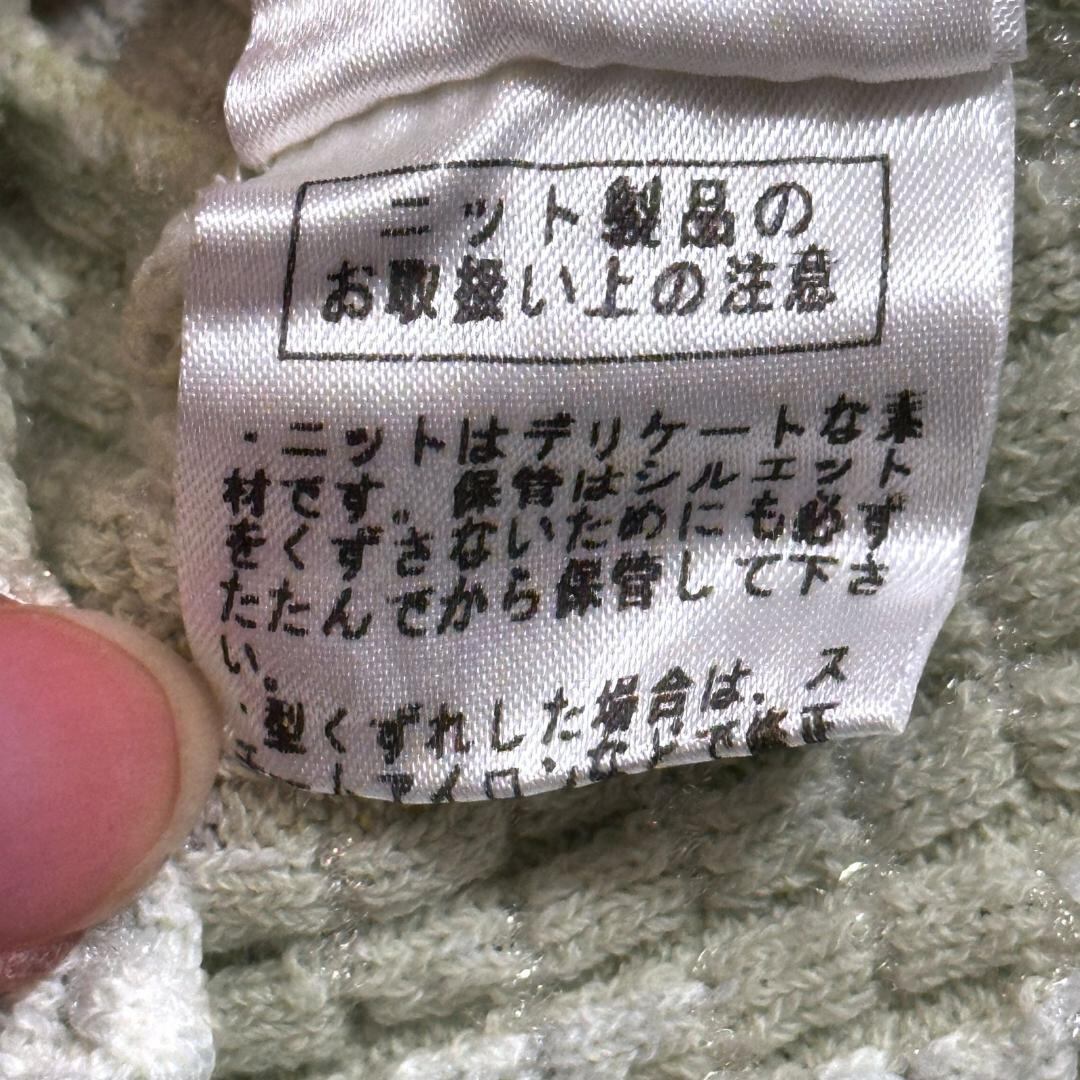 ニット製品の
お取扱い上の注意
・ニットはデリケートな素
材です。保管はシルエット
をくずさないためにも必ず
たたんでから保管して下さ
い。
・型くずれした場合は、ス